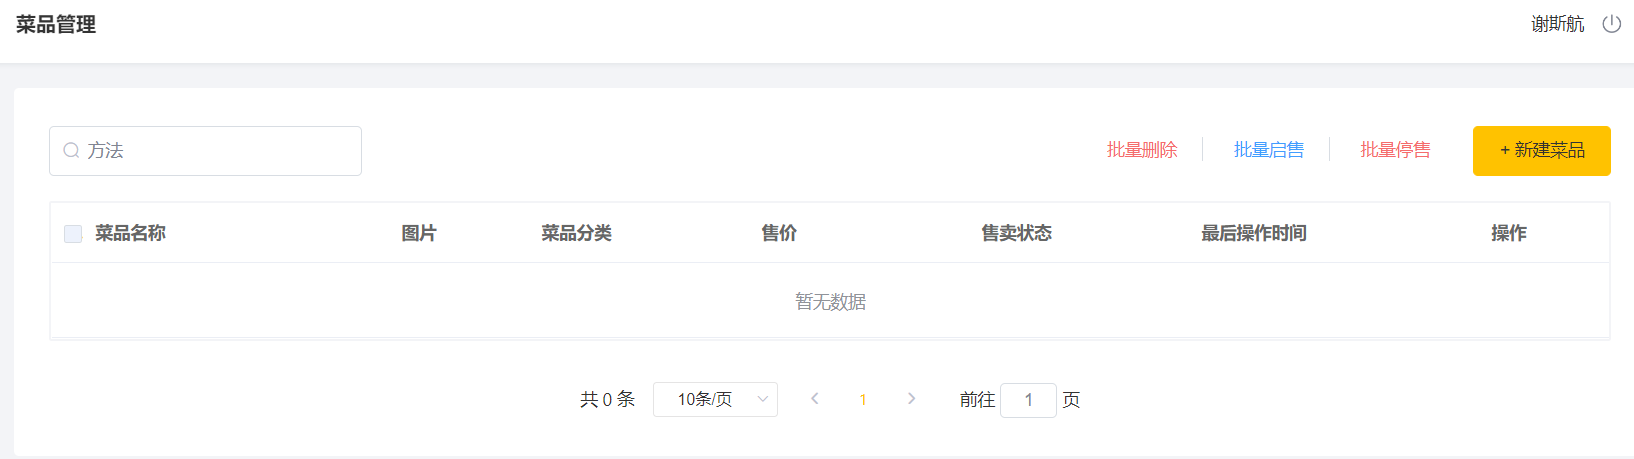 菜品管理 谢斯航
方法 批量删除 批量启售 批量停售 + 新建菜品
菜品名称 图片 菜品分类 售价 售卖状态 最后操作时间 操作
暂无数据
共 0 条 10条/页 1 前往 1 页